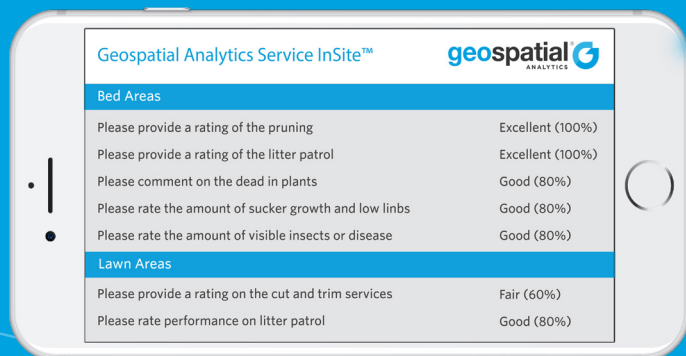 Geospatial Analytics Service InSite™
geospatial
ANALYTICS
Bed Areas
Please provide a rating of the pruning Excellent (100%)
Please provide a rating of the litter patrol Excellent (100%)
Please comment on the dead in plants Good (80%)
Please rate the amount of sucker growth and low linbs Good (80%)
Please rate the amount of visible insects or disease Good (80%)
Lawn Areas
Please provide a rating on the cut and trim services Fair (60%)
Please rate performance on litter patrol Good (80%)